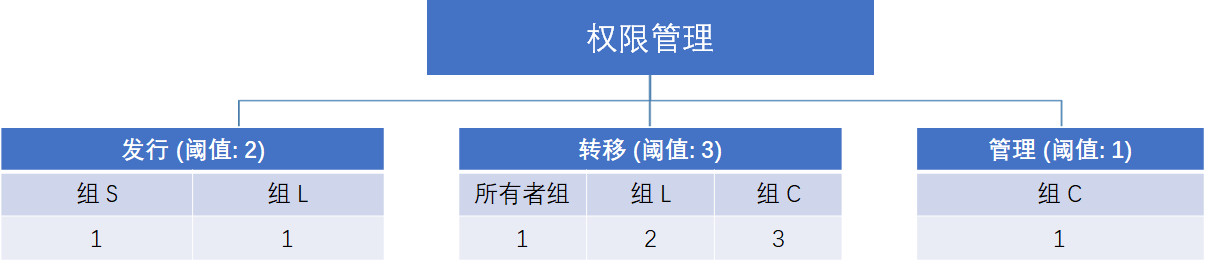 权限管理
发行 (阈值: 2)
转移 (阈值: 3)
管理 (阈值: 1)
组 S 组 L
所有者组 组 L 组 C
组 C
1 1
1 2 3
1